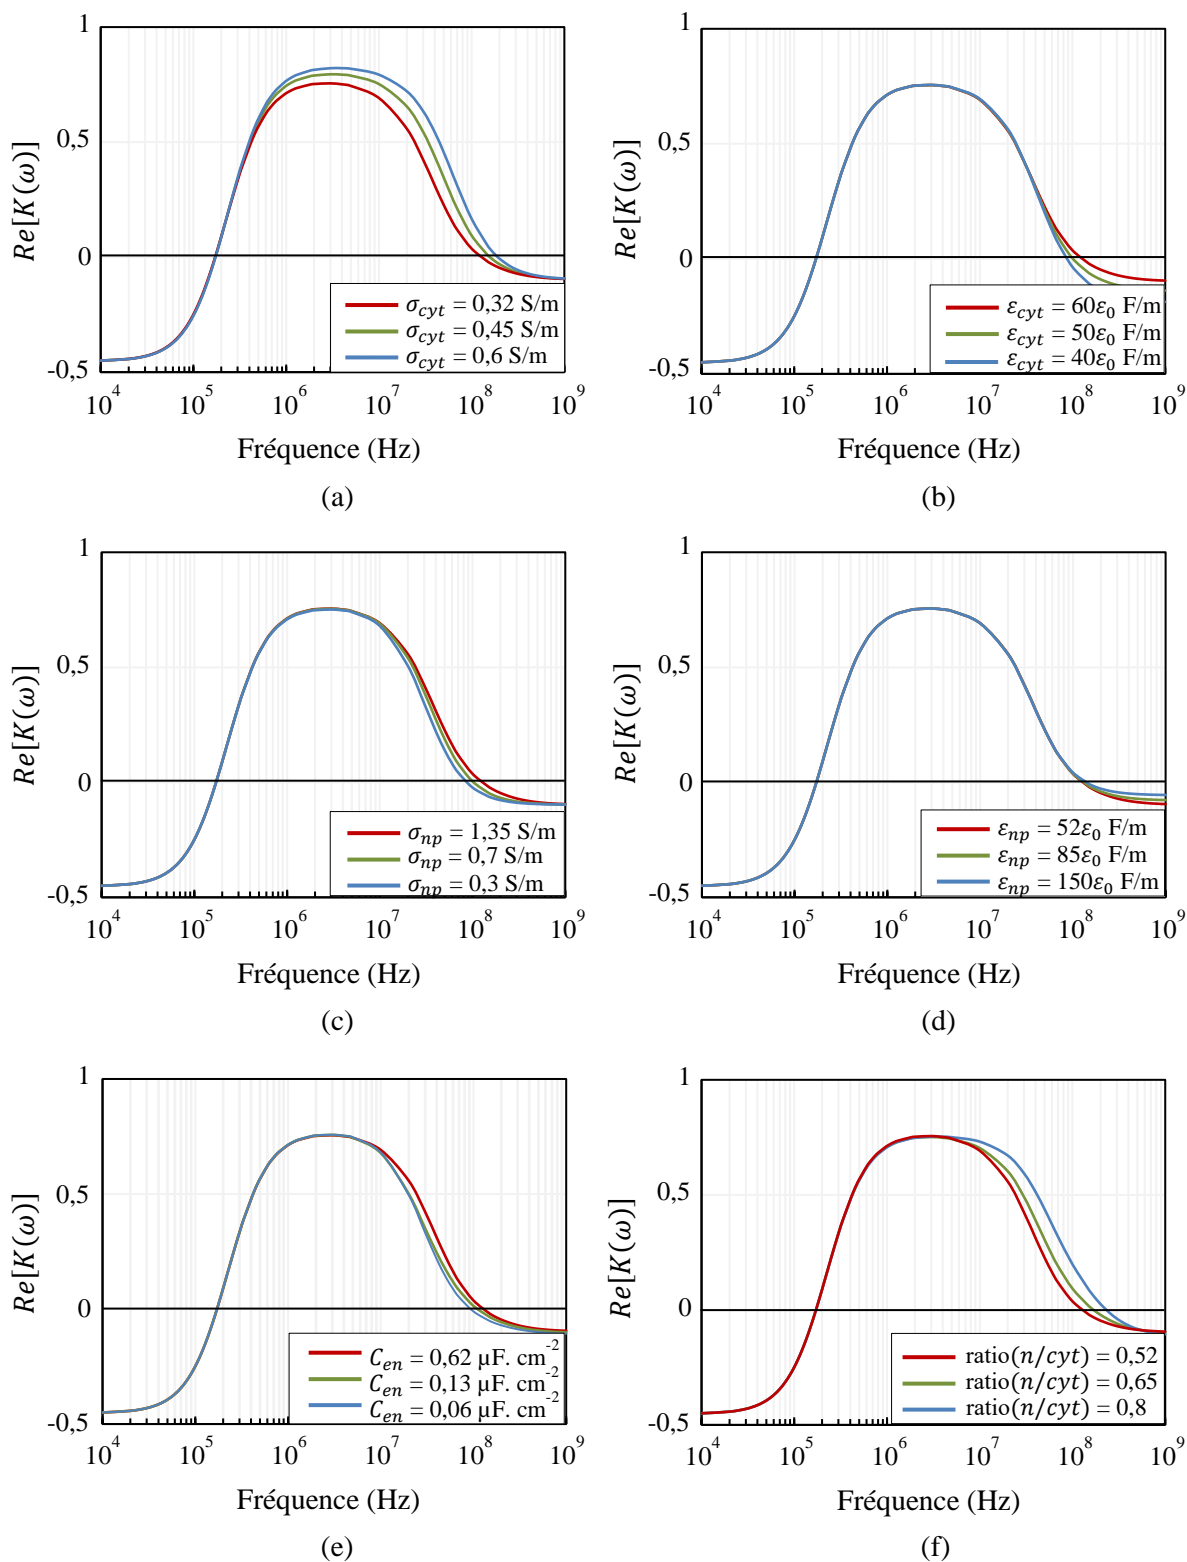 1
0,5
0
-0,5
Re[K(ω)]
σcyt = 0,32 S/m
σcyt = 0,45 S/m
σcyt = 0,6 S/m
10^4 10^5 10^6 10^7 10^8 10^9
Fréquence (Hz)
(a)
1
0,5
0
-0,5
Re[K(ω)]
εcyt = 60ε0 F/m
εcyt = 50ε0 F/m
εcyt = 40ε0 F/m
10^4 10^5 10^6 10^7 10^8 10^9
Fréquence (Hz)
(b)
1
0,5
0
-0,5
Re[K(ω)]
σnp = 1,35 S/m
σnp = 0,7 S/m
σnp = 0,3 S/m
10^4 10^5 10^6 10^7 10^8 10^9
Fréquence (Hz)
(c)
1
0,5
0
-0,5
Re[K(ω)]
εnp = 52ε0 F/m
εnp = 85ε0 F/m
εnp = 150ε0 F/m
10^4 10^5 10^6 10^7 10^8 10^9
Fréquence (Hz)
(d)
1
0,5
0
-0,5
Re[K(ω)]
Cen = 0,62 µF. cm^-2
Cen = 0,13 µF. cm^-2
Cen = 0,06 µF. cm^-2
10^4 10^5 10^6 10^7 10^8 10^9
Fréquence (Hz)
(e)
1
0,5
0
-0,5
Re[K(ω)]
ratio(n/cyt) = 0,52
ratio(n/cyt) = 0,65
ratio(n/cyt) = 0,8
10^4 10^5 10^6 10^7 10^8 10^9
Fréquence (Hz)
(f)